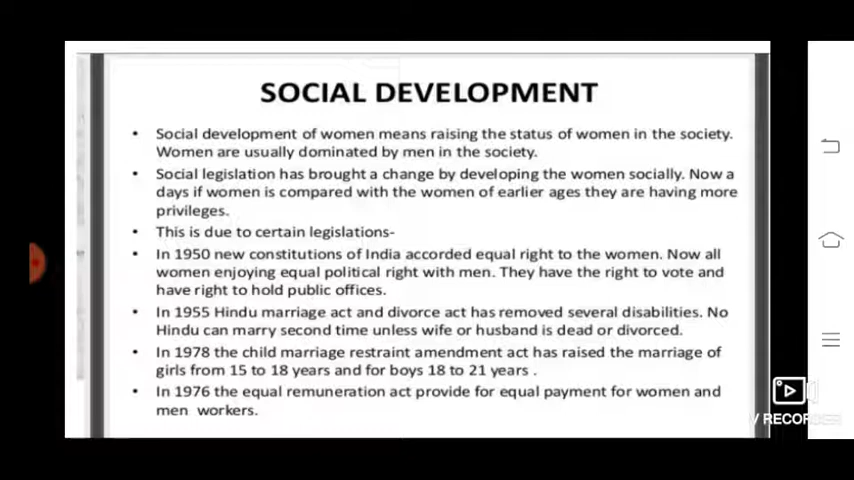 SOCIAL DEVELOPMENT
• Social development of women means raising the status of women in the society.
Women are usually dominated by men in the society.
• Social legislation has brought a change by developing the women socially. Now a
days if women is compared with the women of earlier ages they are having more
privileges.
• This is due to certain legislations-
• In 1950 new constitutions of India accorded equal right to the women. Now all
women enjoying equal political right with men. They have the right to vote and
have right to hold public offices.
• In 1955 Hindu marriage act and divorce act has removed several disabilities. No
Hindu can marry second time unless wife or husband is dead or divorced.
• In 1978 the child marriage restraint amendment act has raised the marriage of
girls from 15 to 18 years and for boys 18 to 21 years .
• In 1976 the equal remuneration act provide for equal payment for women and
men workers.
/ RECORDER